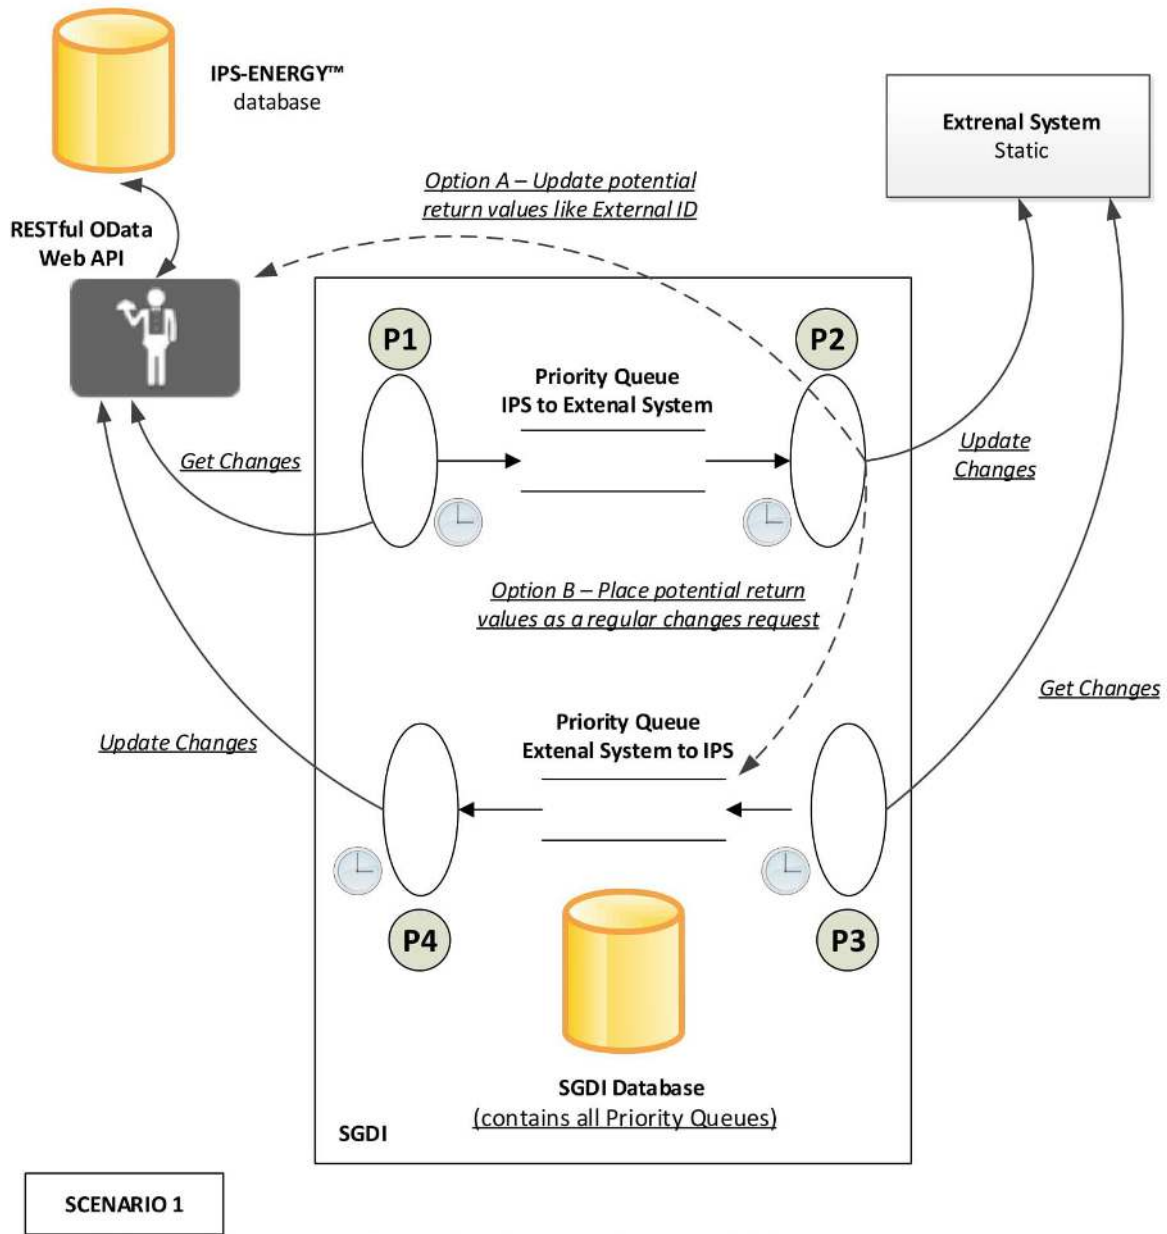 IPS-ENERGY™
database
Extrenal System
Static
Option A – Update potential
return values like External ID
RESTful OData
Web API
P1
P2
Priority Queue
IPS to Extenal System
Get Changes
Update
Changes
Option B – Place potential return
values as a regular changes request
Get Changes
Priority Queue
Extenal System to IPS
Update Changes
P4
P3
SGDI Database
(contains all Priority Queues)
SGDI
SCENARIO 1